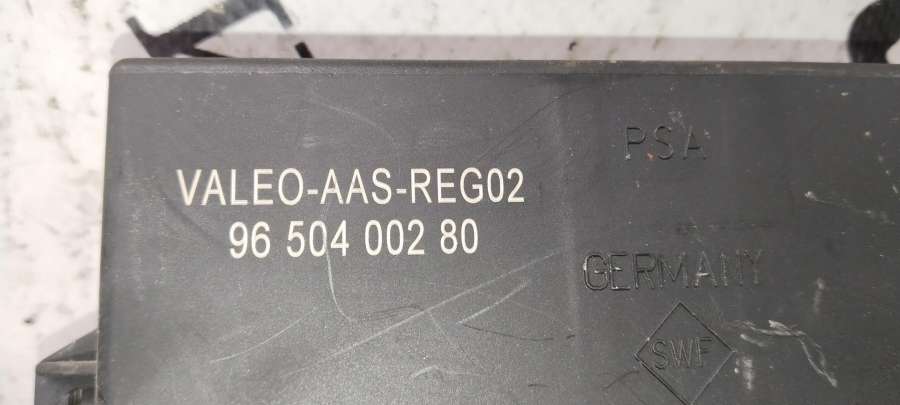 PSA
VALEO-AAS-REG02
96 504 002 80
GERMANY
SWF